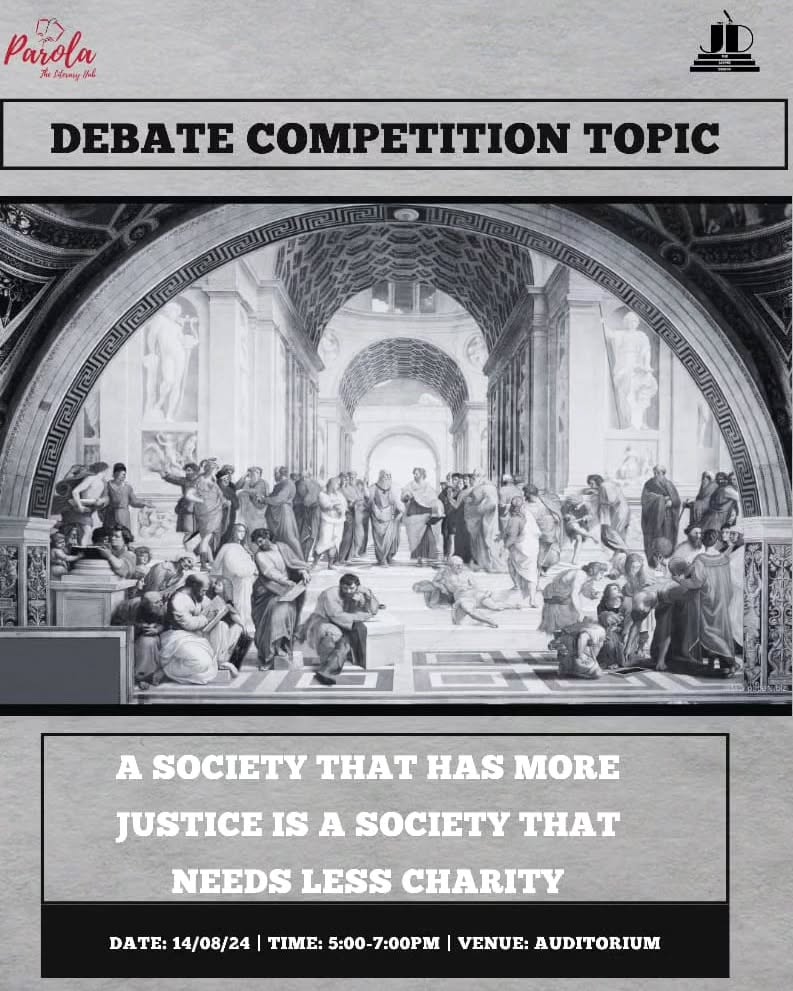 Parola
The Literary Hub
JD
DEBATE COMPETITION TOPIC
A SOCIETY THAT HAS MORE
JUSTICE IS A SOCIETY THAT
NEEDS LESS CHARITY
DATE: 14/08/24 | TIME: 5:00-7:00PM | VENUE: AUDITORIUM